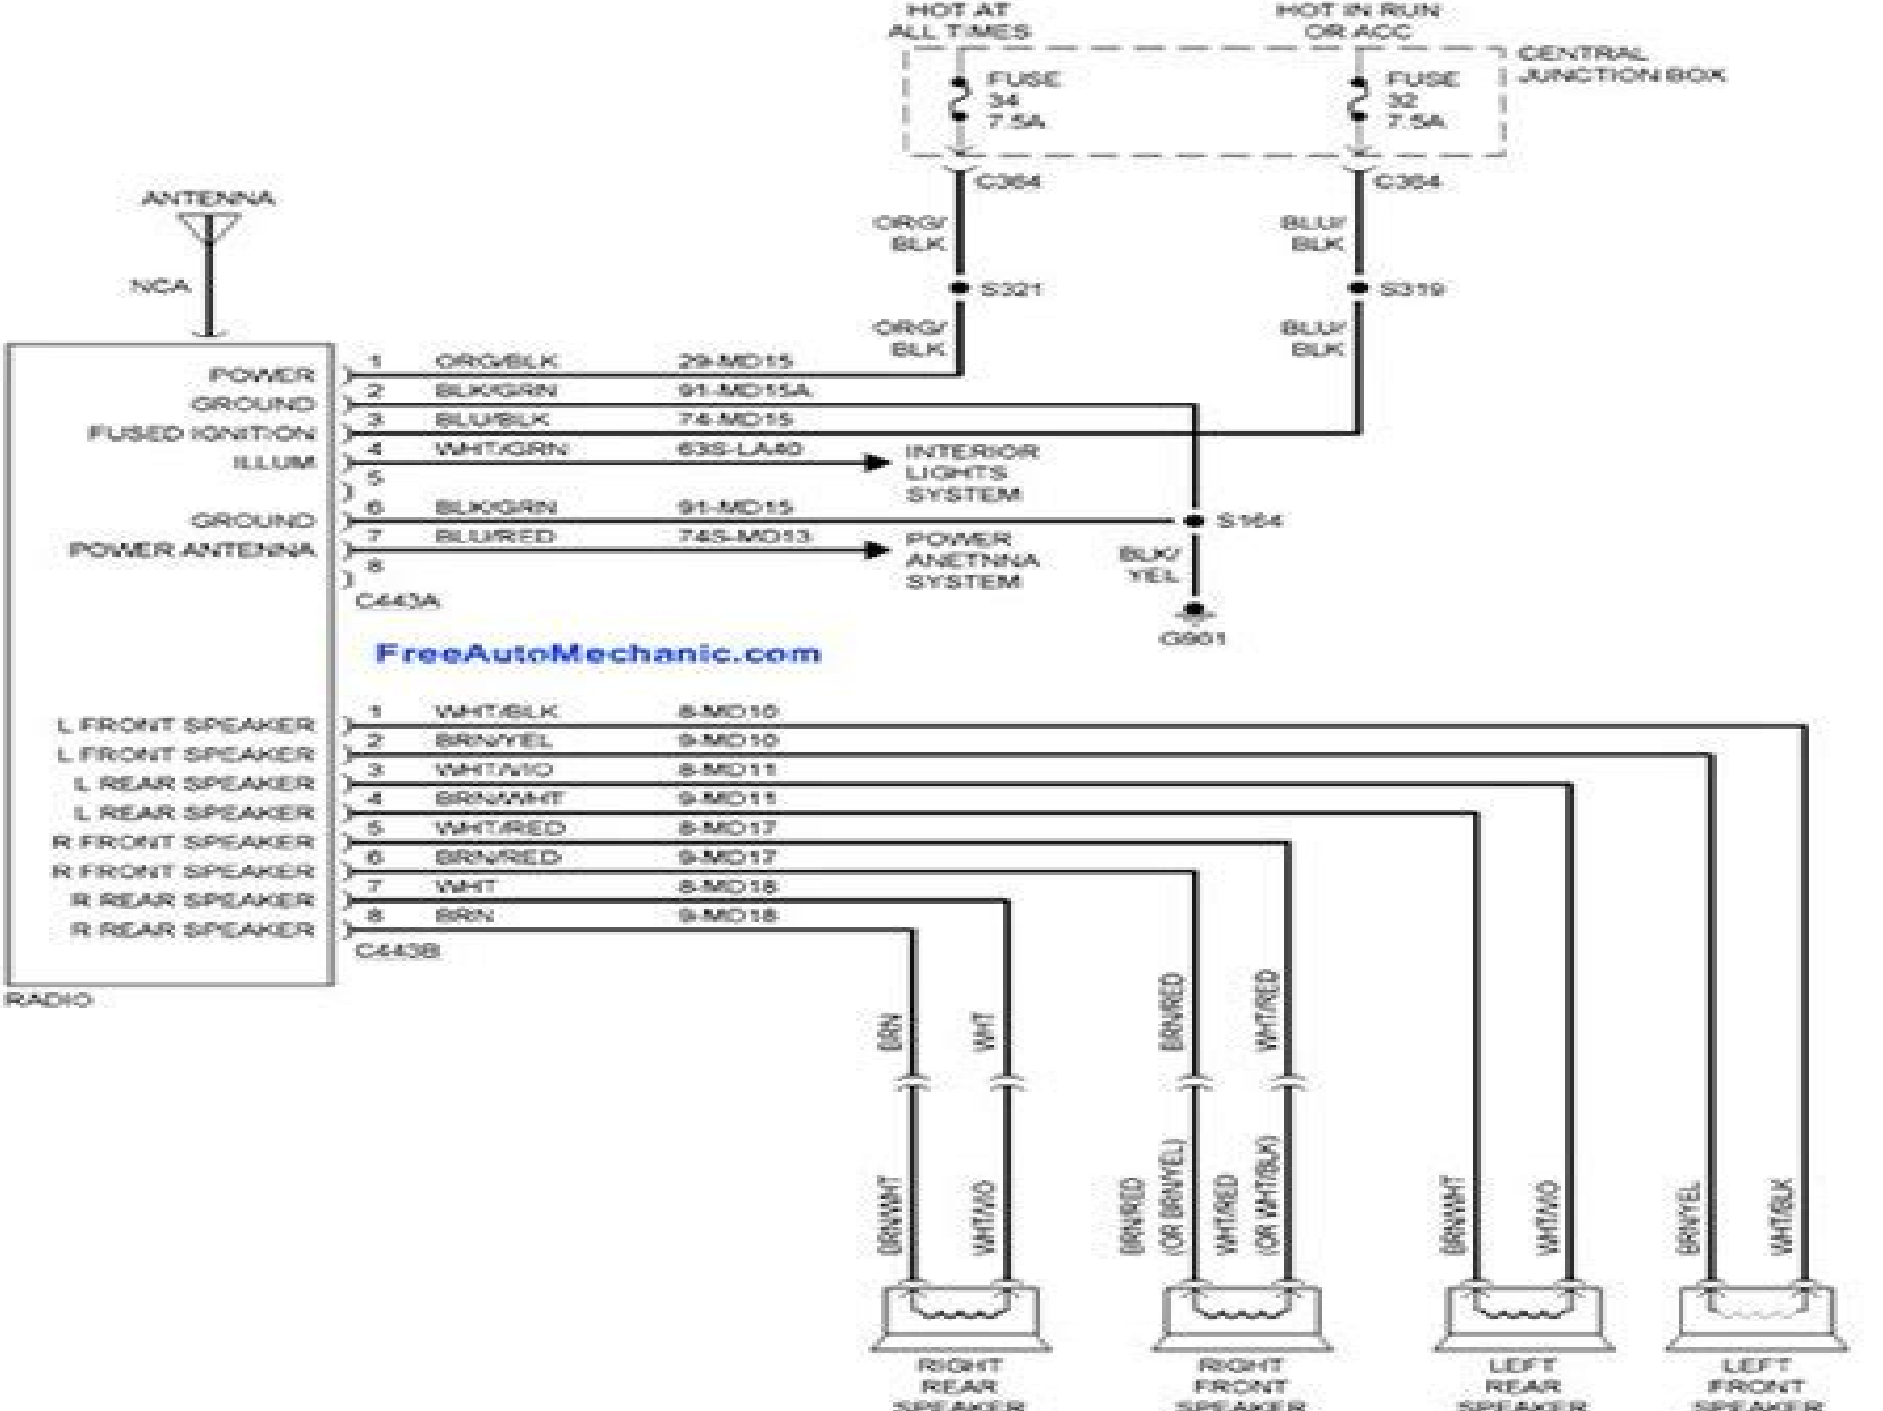 HOT AT
ALL TIMES
HOT IN RUN
OR ACC
CENTRAL
JUNCTION BOX
FUSE
34
7.5A
FUSE
32
7.5A
C364
C364
ANTENNA
NCA
ORG/
BLK
BLU/
BLK
S321
S319
ORG/
BLK
BLU/
BLK
POWER 1 ORG/BLK 29-MD15
GROUND 2 BLK/GRN 91-MD15A
FUSED IGNITION 3 BLU/BLK 74-MD15
ILLUM 4 WHT/GRN 63S-LA40
INTERIOR
LIGHTS
SYSTEM
5
GROUND 6 BLK/GRN 91-MD15
S164
POWER ANTENNA 7 BLU/RED 74S-MD13
POWER
ANETNNA
SYSTEM
8
C443A
BLK/
YEL
G901
FreeAutoMechanic.com
L FRONT SPEAKER 1 WHT/BLK 8-MD10
L FRONT SPEAKER 2 BRN/YEL 9-MD10
L REAR SPEAKER 3 WHT/VIO 8-MD11
L REAR SPEAKER 4 BRN/WHT 9-MD11
R FRONT SPEAKER 5 WHT/RED 8-MD17
R FRONT SPEAKER 6 BRN/RED 9-MD17
R REAR SPEAKER 7 WHT 8-MD18
R REAR SPEAKER 8 BRN 9-MD18
C443B
RADIO
BRN
WHT
BRN/RED
WHT/RED
BRN/WHT
WHT/VIO
BRN/RED
(OR BRN/YEL)
WHT/RED
(OR WHT/BLK)
BRN/WHT
WHT/VIO
BRN/YEL
WHT/BLK
RIGHT
REAR
SPEAKER
RIGHT
FRONT
SPEAKER
LEFT
REAR
SPEAKER
LEFT
FRONT
SPEAKER